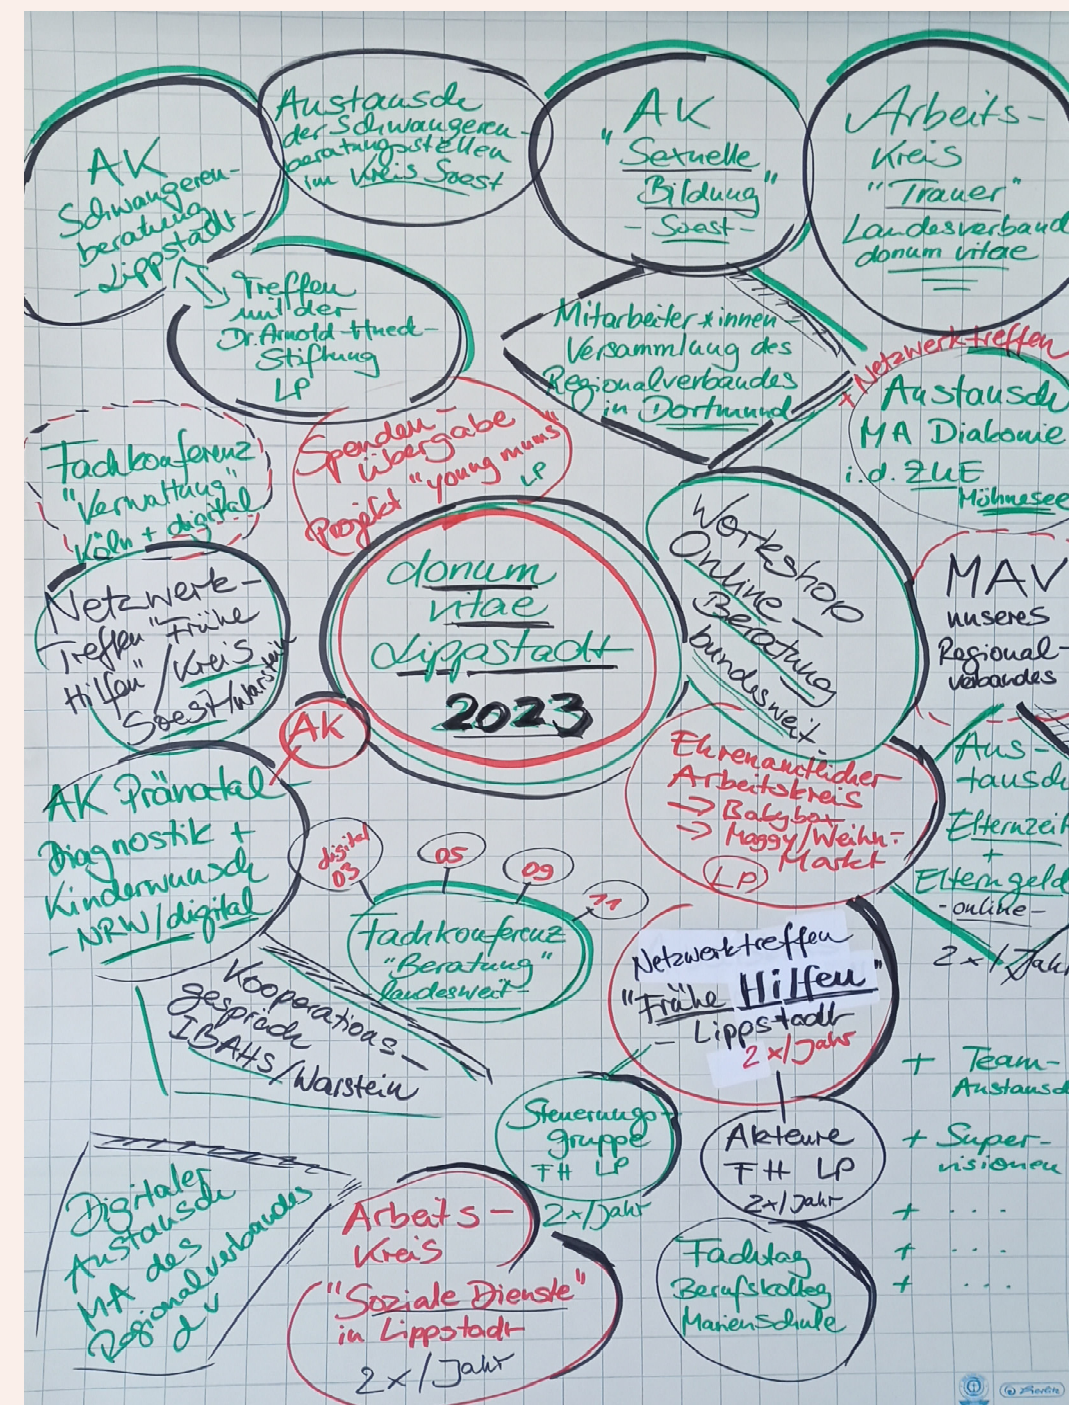 AK
Schwangeren-
beratung
- Lippstadt -
Austausch
der Schwangeren-
beratungsstellen
im Kreis Soest
AK
"Sexuelle
Bildung"
- Soest -
Arbeits-
Kreis
"Trauer"
Landesverband
donum vitae
Treffen
mit der
Dr. Arnold-Hueck-
Stiftung
LP
Mitarbeiter*innen-
Versammlung des
Regionalverbandes
in Dortmund
+ Netzwerktreffen
Austausch
MA Diakonie
i.d. ZUE
Möhnesee
Fachkonferenz
"Verwaltung"
Köln + digital
Spenden-
übergabe
Projekt "young mums"
LP
Workshop
Online-
Beratung
bundesweit
MAV
unseres
Regional-
verbandes
Netzwerk-
Treffen "Frühe
Hilfen" / Kreis
Soest/Warstein
donum
vitae
Lippstadt
2023
AK
AK Pränatal-
Diagnostik +
Kinderwunsch
- NRW/digital
Ehrenamtlicher
Arbeitskreis
→ Babybox
→ Maggy/Weihn.-
Markt
LP
Aus-
tausch
Elternzeit
+
Elterngeld
- online -
2x/Jahr
digital
03
05
09
11
Fachkonferenz
"Beratung"
landesweit-
Netzwerktreffen
"Frühe Hilfen"
- Lippstadt
2x/Jahr
Kooperations-
gespräch
IBAHS/Warstein
Steuerungs-
gruppe
FH LP
2x/Jahr
Akteure
FH LP
2x/Jahr
+ Team-
Austausch
+ Super-
visionen
+ ...
+ ...
+ ...
Digitaler
Austausch
MA des
Regionalverbandes
d v
Arbeits-
Kreis
"Soziale Dienste"
in Lippstadt
2x/Jahr
Fachtag
Berufskolleg
Marienschule
Berlin